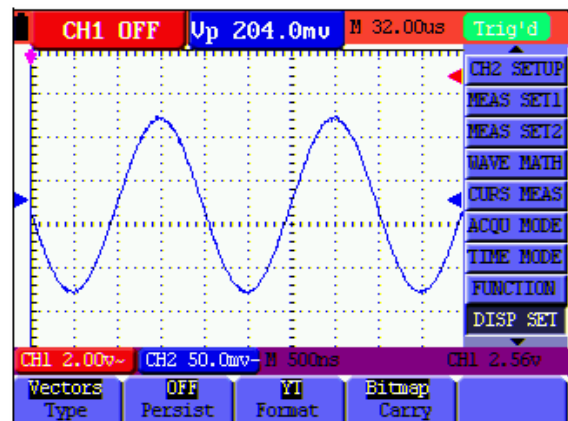 CH1 OFF Vp 204.0mv M 32.00us Trig'd
CH2 SETUP
MEAS SET1
MEAS SET2
WAVE MATH
CURS MEAS
ACQU MODE
TIME MODE
FUNCTION
DISP SET
CH1 2.00v~ CH2 50.0mv- M 500ns CH1 2.56v
Vectors OFF YT Bitmap
Type Persist Format Carry